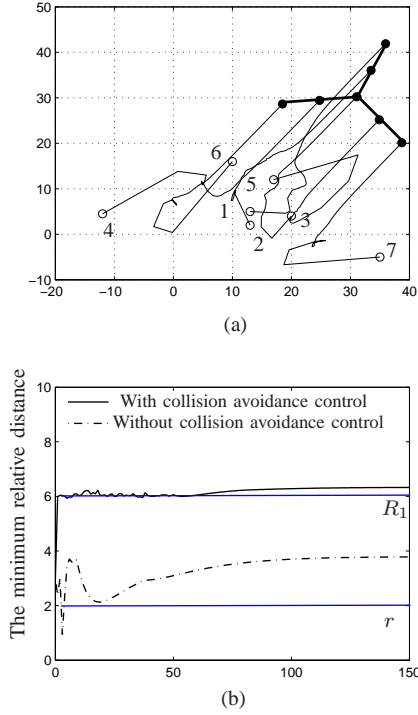 50
40
30
20
10
0
−10
−20 −10 0 10 20 30 40
6
5
1
4
3
2
7
(a)
The minimum relative distance
10
8
6
4
2
0
With collision avoidance control
Without collision avoidance control
R1
r
0 50 100 150
(b)